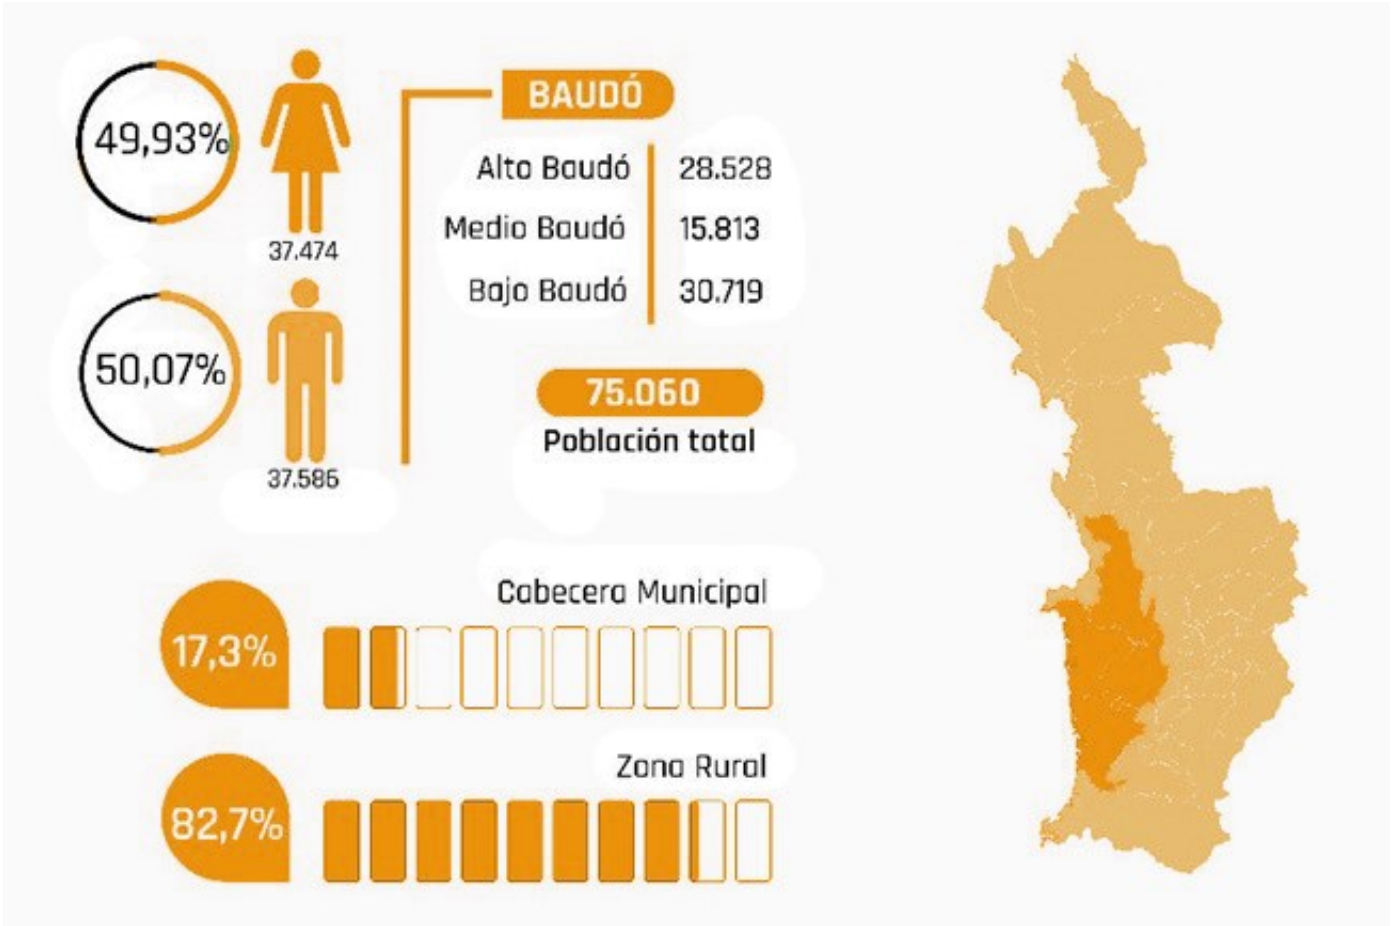 49,93%
37.474
50,07%
37.585
BAUDÓ
Alto Baudó 28.528
Medio Baudó 15.813
Bajo Baudó 30.719
75.060
Población total
Cabecera Municipal
17,3%
Zona Rural
82,7%